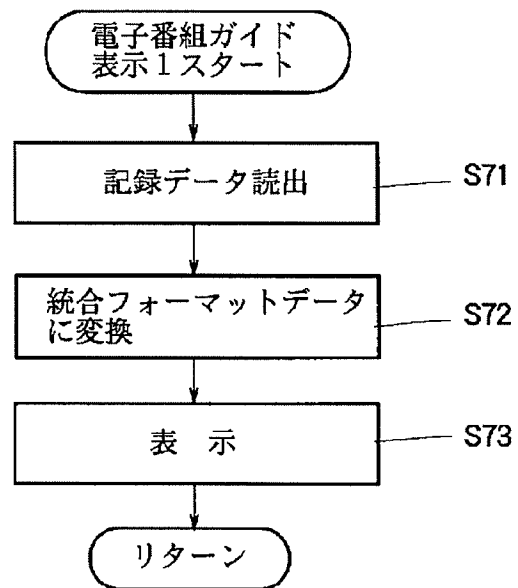 電子番組ガイド
表示1スタート
記録データ読出
S71
統合フォーマットデータ
に変換
S72
表 示
S73
リターン